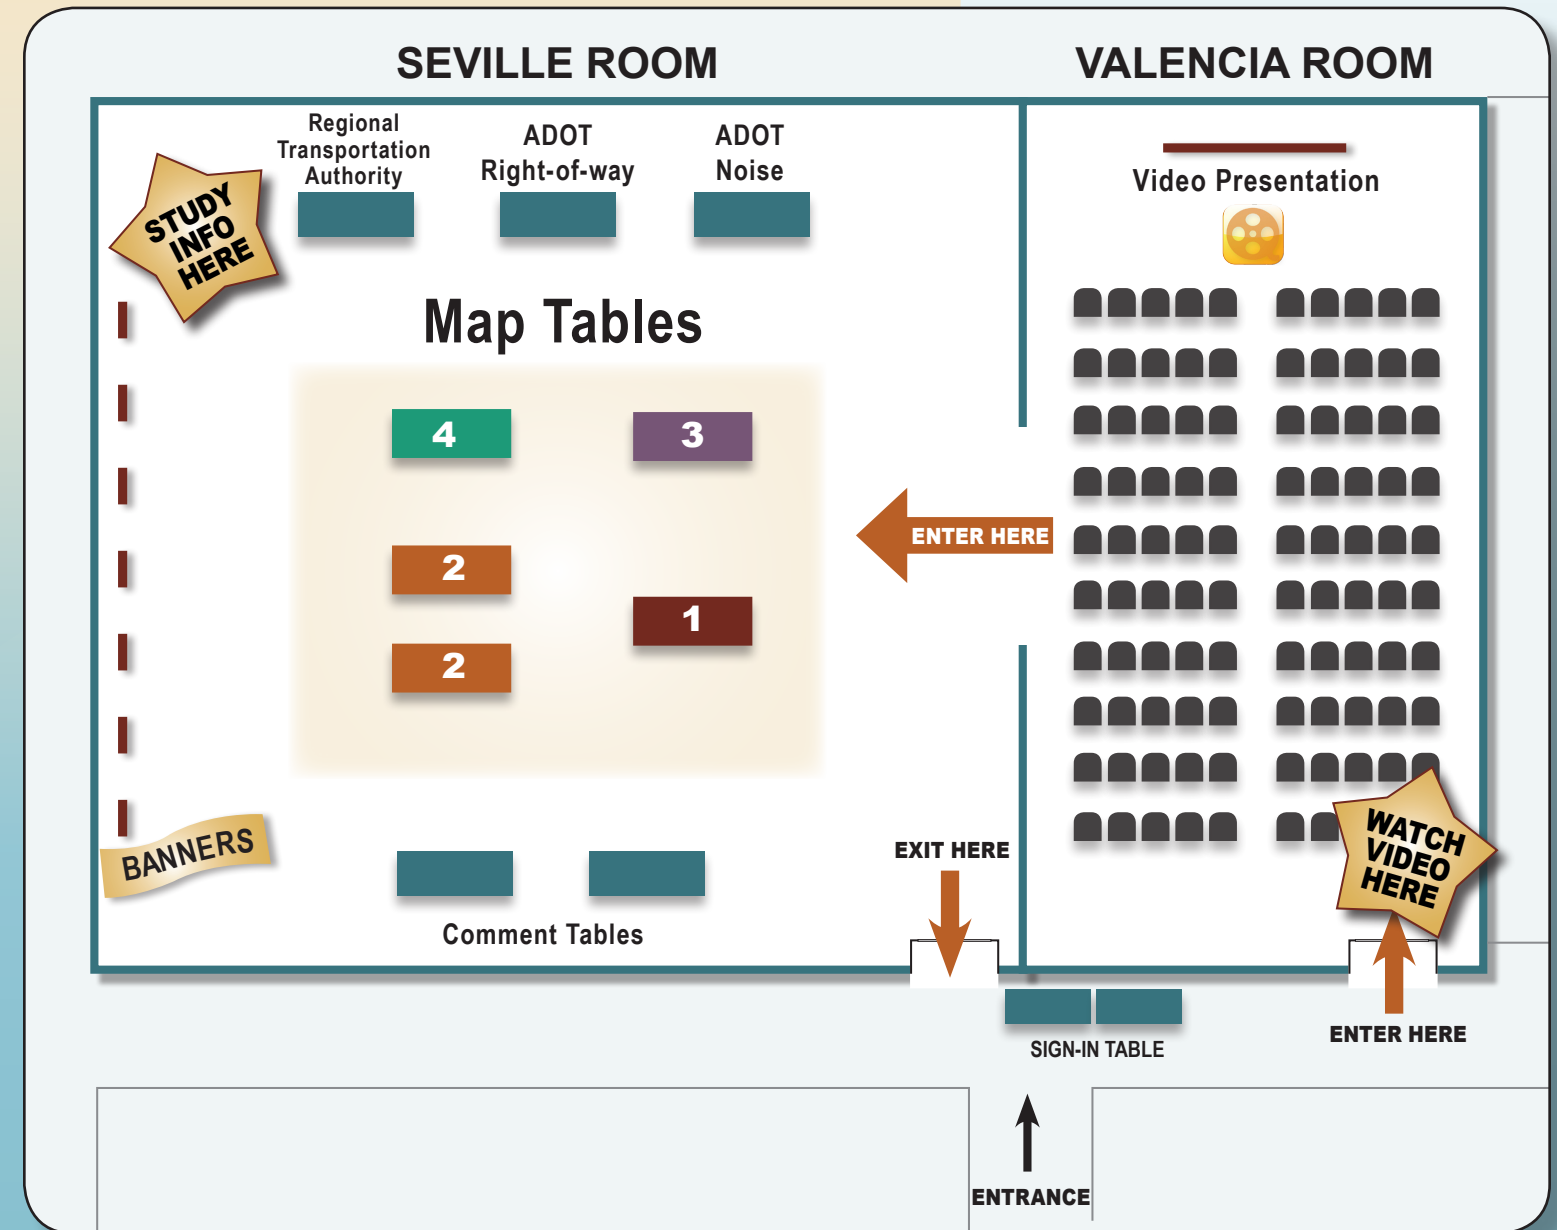 SEVILLE ROOM
VALENCIA ROOM
Regional
Transportation
Authority
ADOT
Right-of-way
ADOT
Noise
STUDY
INFO
HERE
Video Presentation
Map Tables
4
3
2
1
2
ENTER HERE
BANNERS
Comment Tables
EXIT HERE
WATCH
VIDEO
HERE
ENTER HERE
SIGN-IN TABLE
ENTRANCE